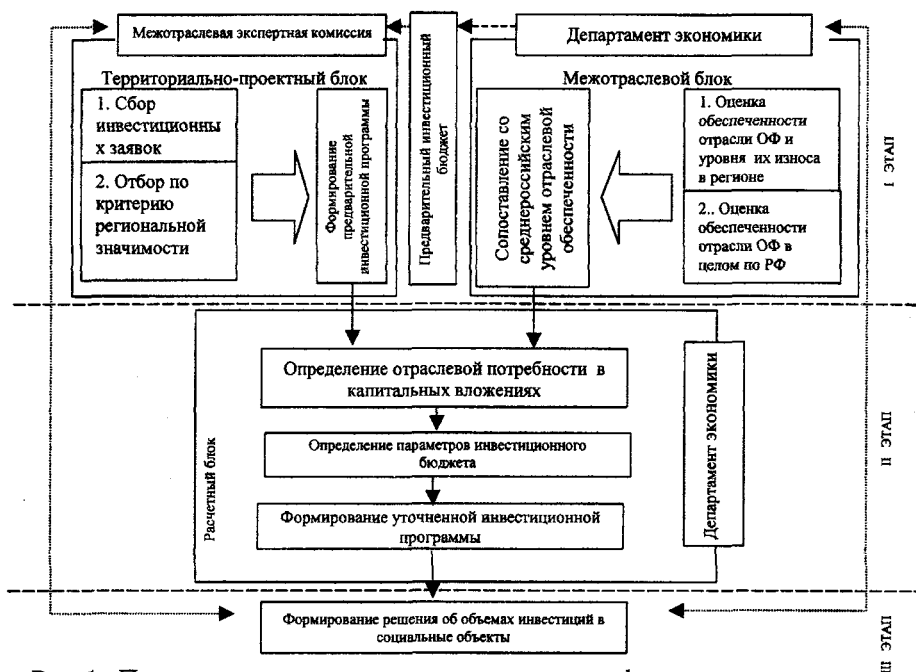 Межотраслевая экспертная комиссия
Департамент экономики
Территориально-проектный блок
1. Сбор
инвестиционны
х заявок
2. Отбор по
критерию
региональной
значимости
Формирование
предварительной
инвестиционной программы
Предварительный инвестиционный
бюджет
Межотраслевой блок
Сопоставление со
среднероссийским
уровнем отраслевой
обеспеченности
1. Оценка
обеспеченности
отрасли ОФ и
уровня их износа
в регионе
2.. Оценка
обеспеченности
отрасли ОФ в
целом по РФ
I ЭТАП
Расчетный блок
Определение отраслевой потребности в
капитальных вложениях
Определение параметров инвестиционного
бюджета
Формирование уточненной инвестиционной
программы
Департамент экономики
II ЭТАП
Формирование решения об объемах инвестиций в
социальные объекты
III ЭТАП